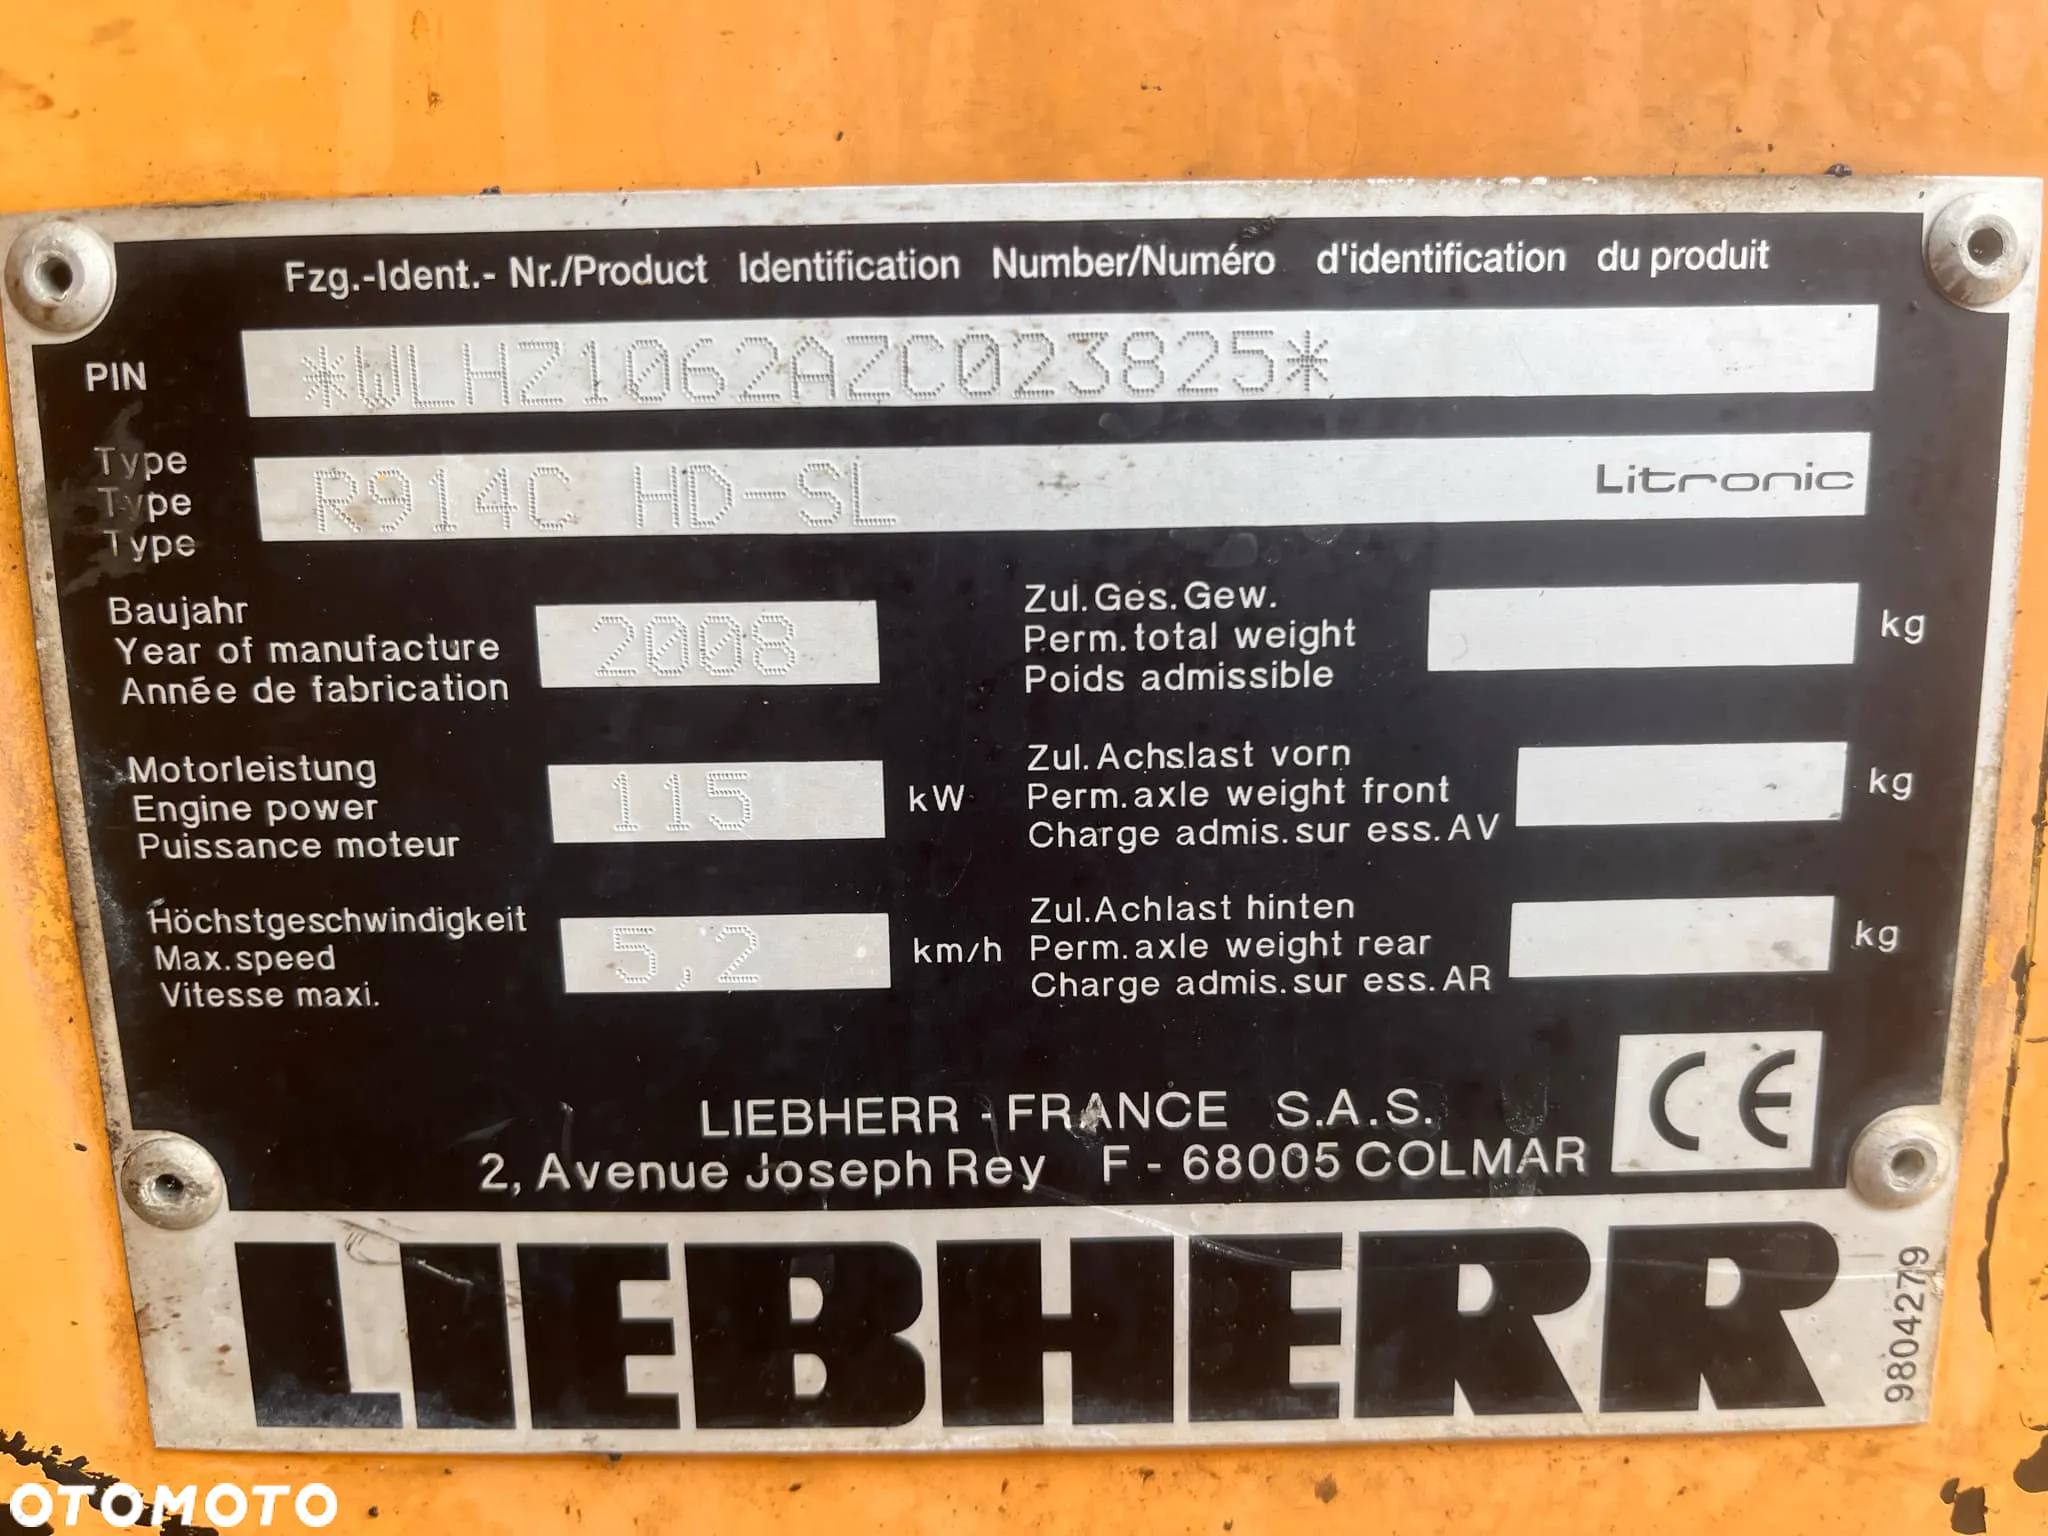 Fzg.-Ident.- Nr./Product Identification Number/Numéro d'identification du produit
PIN *WLHZ1062AZC023825*
Type
Type R914C HD-SL Litronic
Type
Baujahr
Year of manufacture 2008
Année de fabrication
Zul.Ges.Gew.
Perm.total weight kg
Poids admissible
Motorleistung
Engine power 115 kW
Puissance moteur
Zul.Achslast vorn
Perm.axle weight front kg
Charge admis.sur ess.AV
Höchstgeschwindigkeit
Max.speed 5,2 km/h
Vitesse maxi.
Zul.Achlast hinten
Perm.axle weight rear kg
Charge admis.sur ess.AR
CE
LIEBHERR - FRANCE S.A.S.
2, Avenue Joseph Rey F - 68005 COLMAR
LIEBHERR
9804279
OTOMOTO